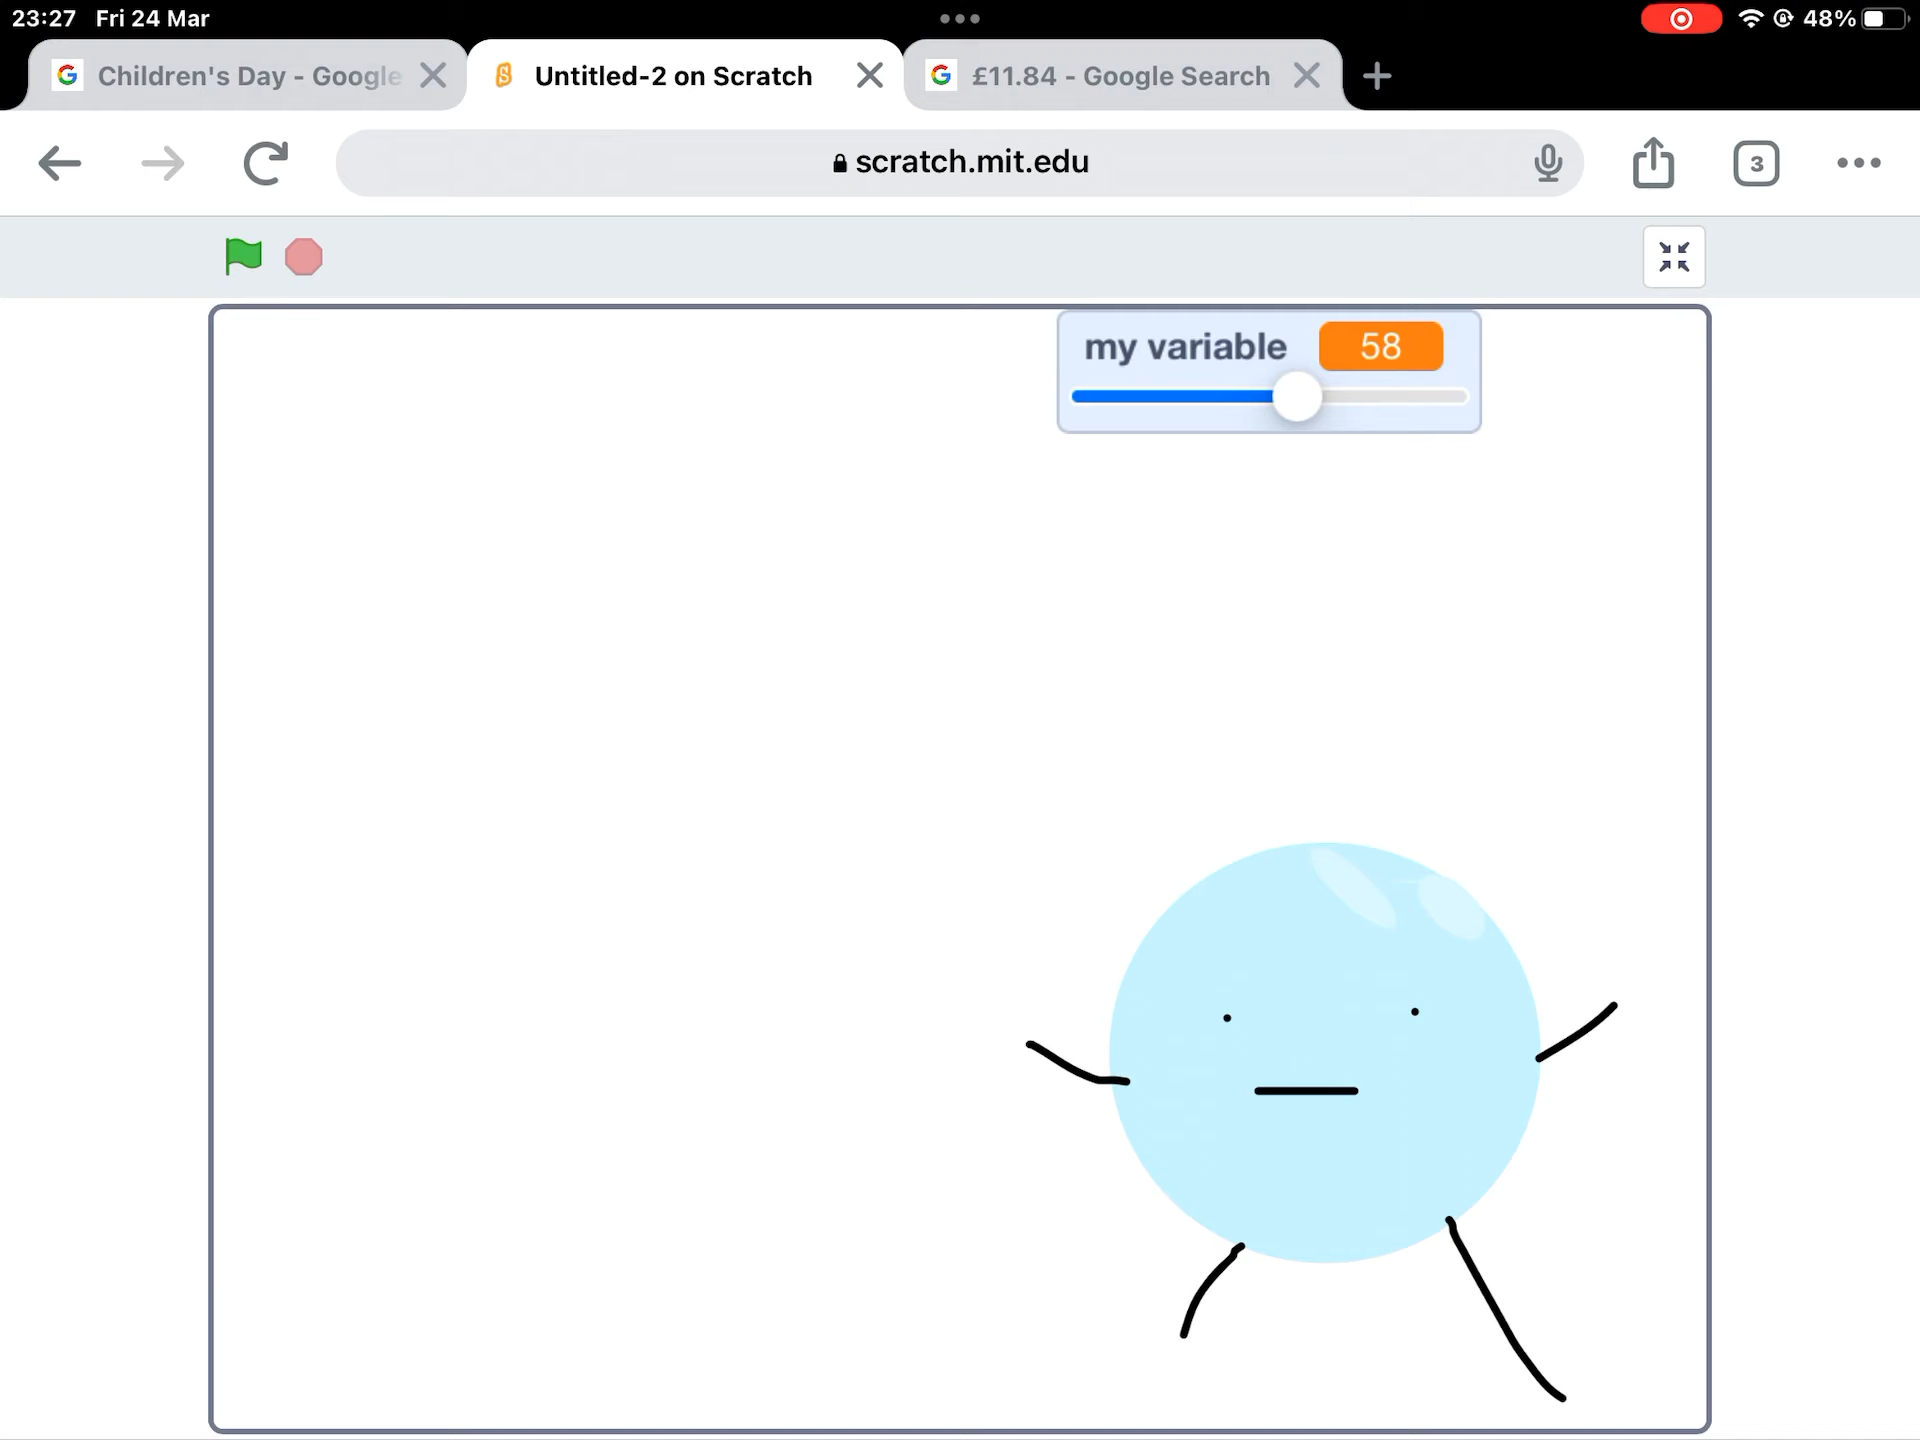 23:27 Fri 24 Mar
48%
Children's Day - Google
Untitled-2 on Scratch
£11.84 - Google Search
scratch.mit.edu
3
my variable 58